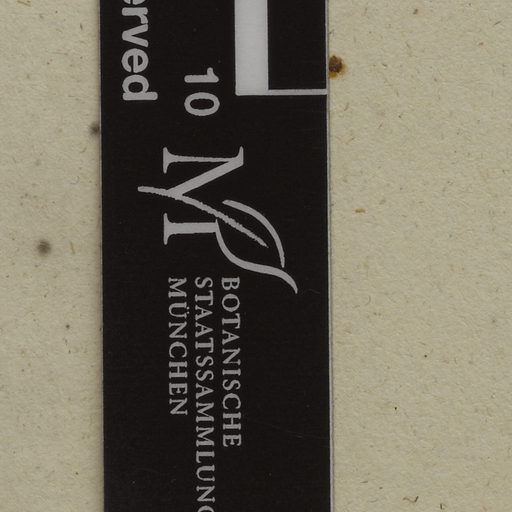 erved
10
M
BOTANISCHE
STAATSSAMMLUNG
MÜNCHEN